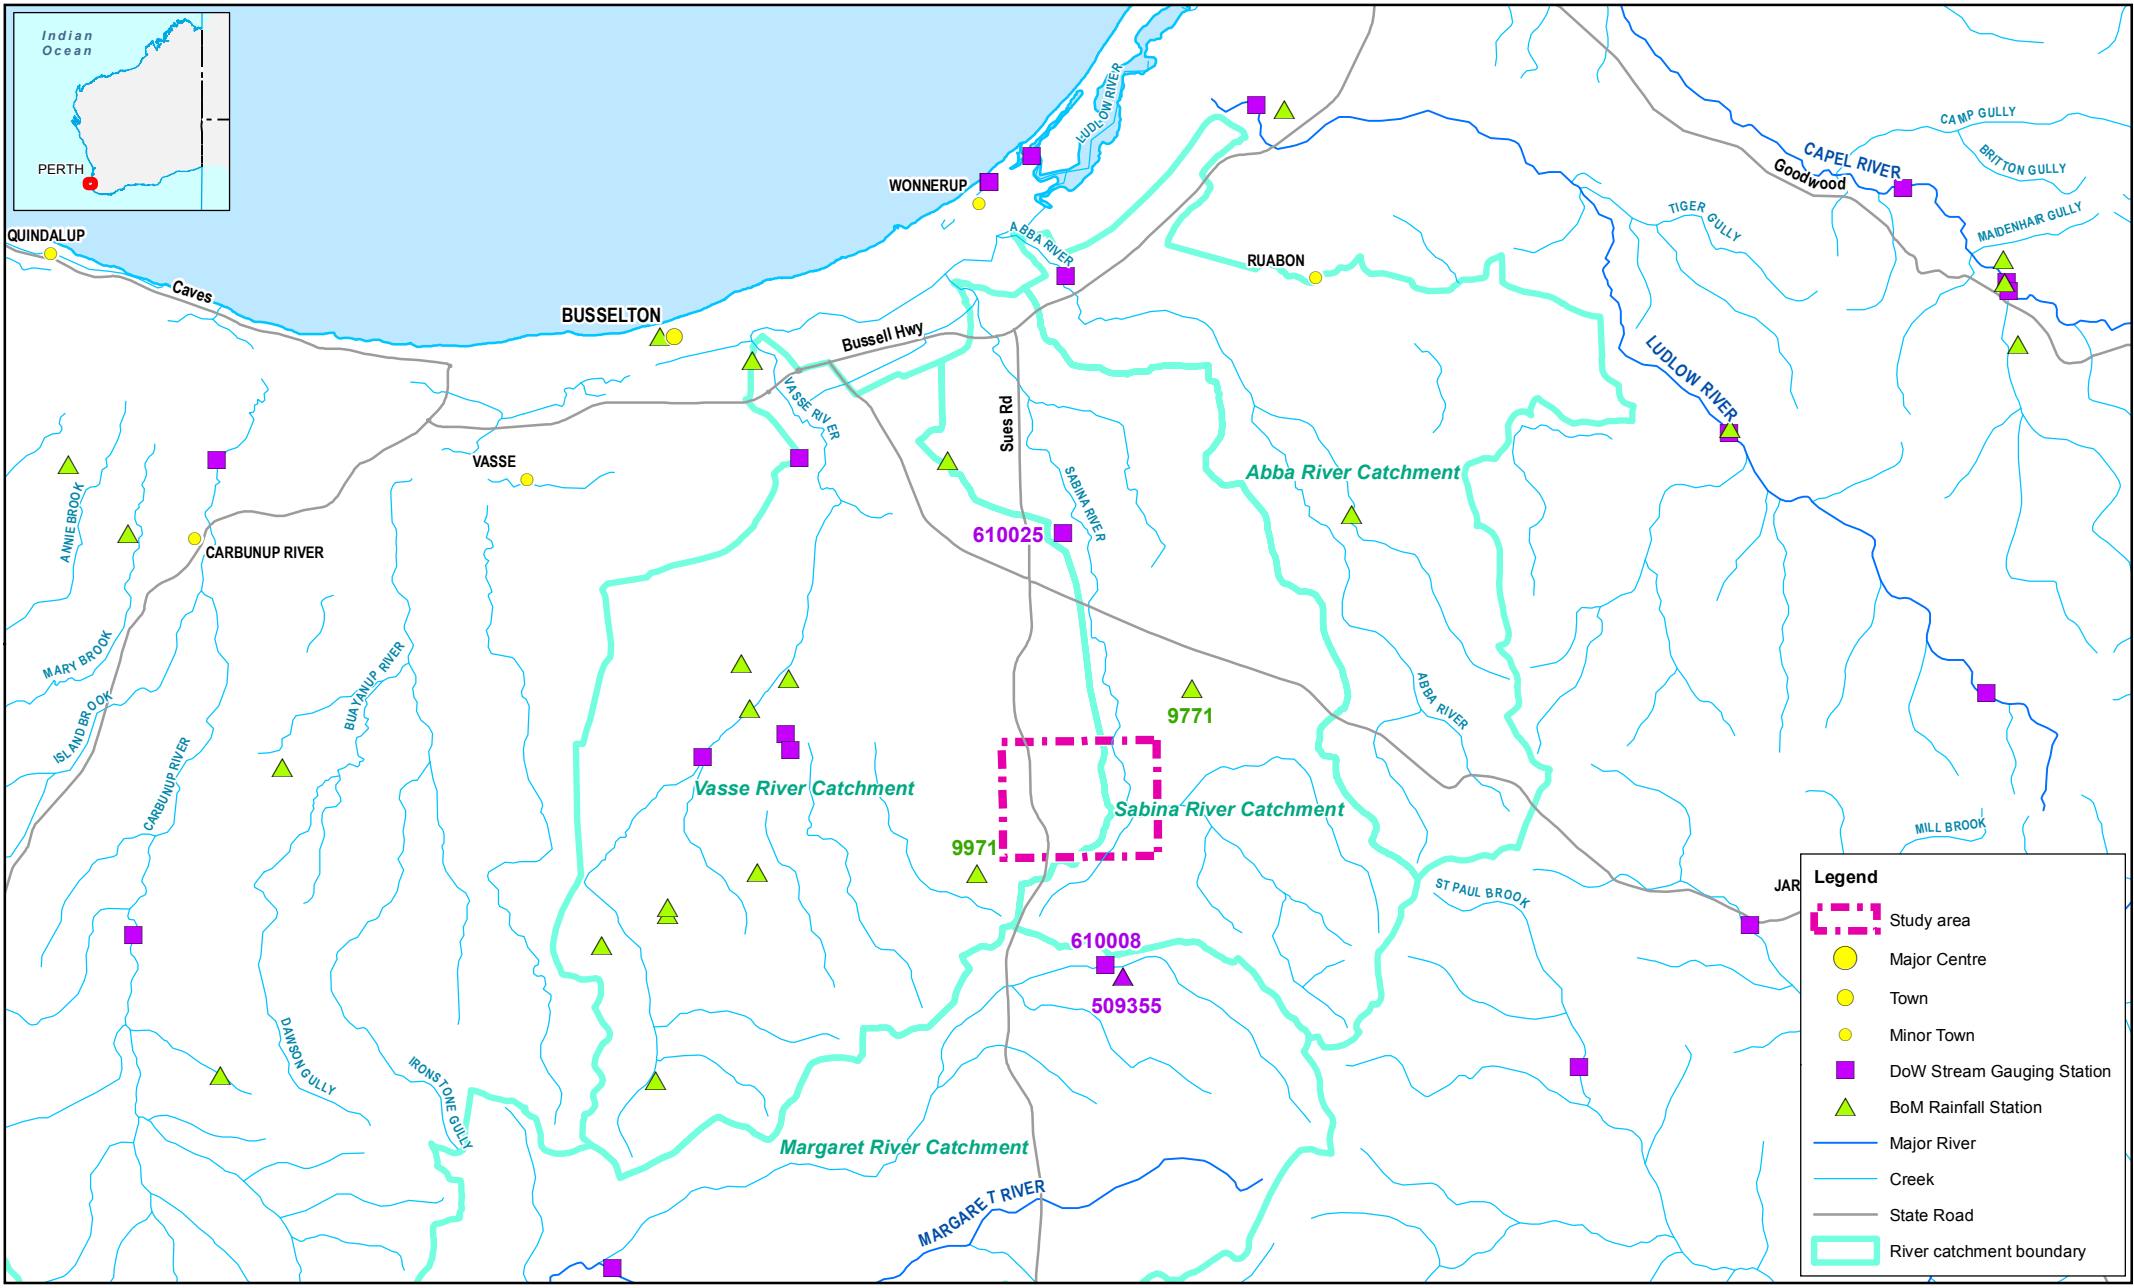 Indian
Ocean
PERTH
QUINDALUP
Caves
BUSSELTON
WONNERUP
LUDLOW RIVER
ABBA RIVER
RUABON
Bussell Hwy
VASSE RIVER
Sues Rd
SABINA RIVER
Goodwood
CAPEL RIVER
CAMP GULLY
BRITTON GULLY
MAIDENHAIR GULLY
TIGER GULLY
LUDLOW RIVER
VASSE
ANNIE BROOK
CARBUNUP RIVER
MARY BROOK
ISLAND BROOK
BUAYANUP RIVER
CARBUNUP RIVER
Abba River Catchment
610025
ABBA RIVER
9771
Vasse River Catchment
Sabina River Catchment
9971
610008
509355
ST PAUL BROOK
MILL BROOK
JAR
DAWSON GULLY
IRONSTONE GULLY
Margaret River Catchment
MARGARET RIVER
Legend
Study area
Major Centre
Town
Minor Town
DoW Stream Gauging Station
BoM Rainfall Station
Major River
Creek
State Road
River catchment boundary